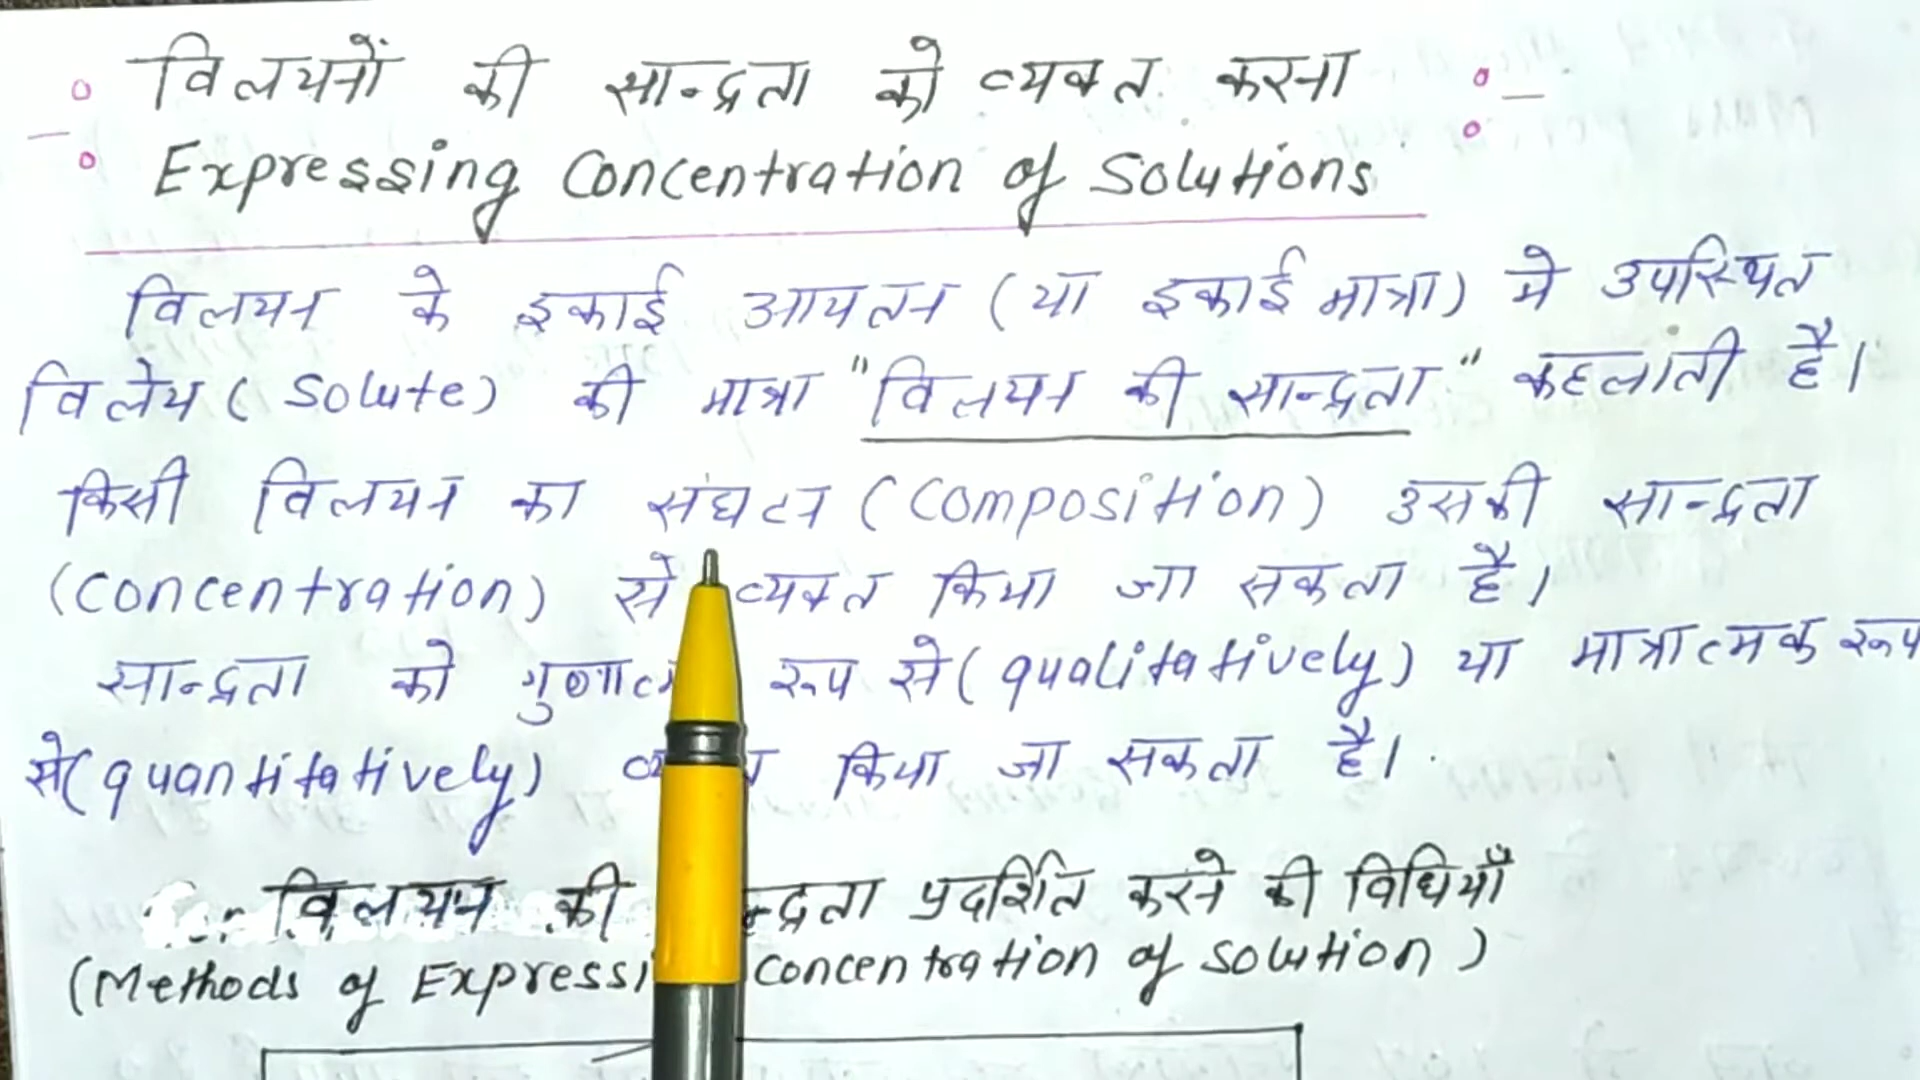 विलयनों की सान्द्रता को व्यक्त करना
Expressing Concentration of Solutions
विलयन के इकाई आयतन (या इकाई मात्रा) मे उपस्थित
विलेय (Solute) की मात्रा "विलयन की सान्द्रता" कहलाती है।
किसी विलयन का संघटन (Composition) उसकी सान्द्रता
(Concentration) से व्यक्त किया जा सकता है।
सान्द्रता को रूप से (qualitatively) या मात्रात्मक रूप
से (quantitatively) किया जा सकता है।
विलयन की प्रदर्शित करने की विधियाँ
(Methods of Concentration of solution)